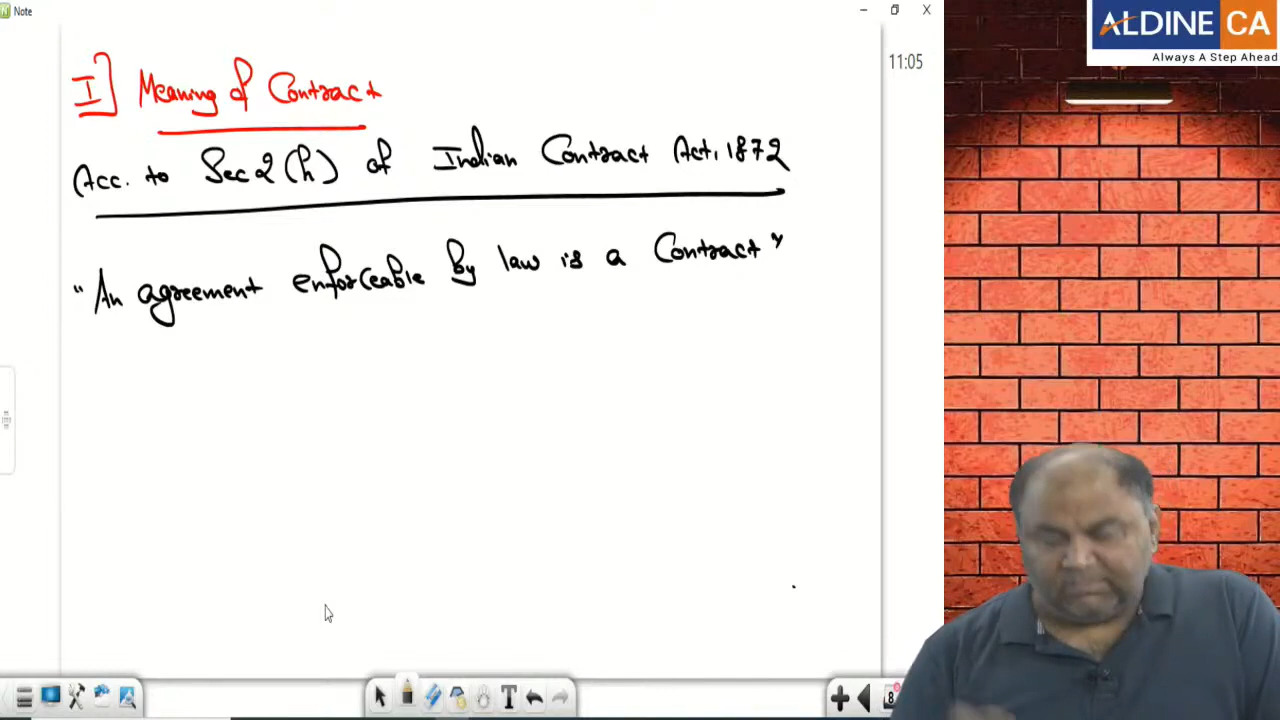 Note
ALDINE CA
Always A Step Ahead
11:05
I] Meaning of Contract
Acc. to Sec 2 (h) of Indian Contract Act, 1872
"An agreement enforceable by law is a Contract"
T
8